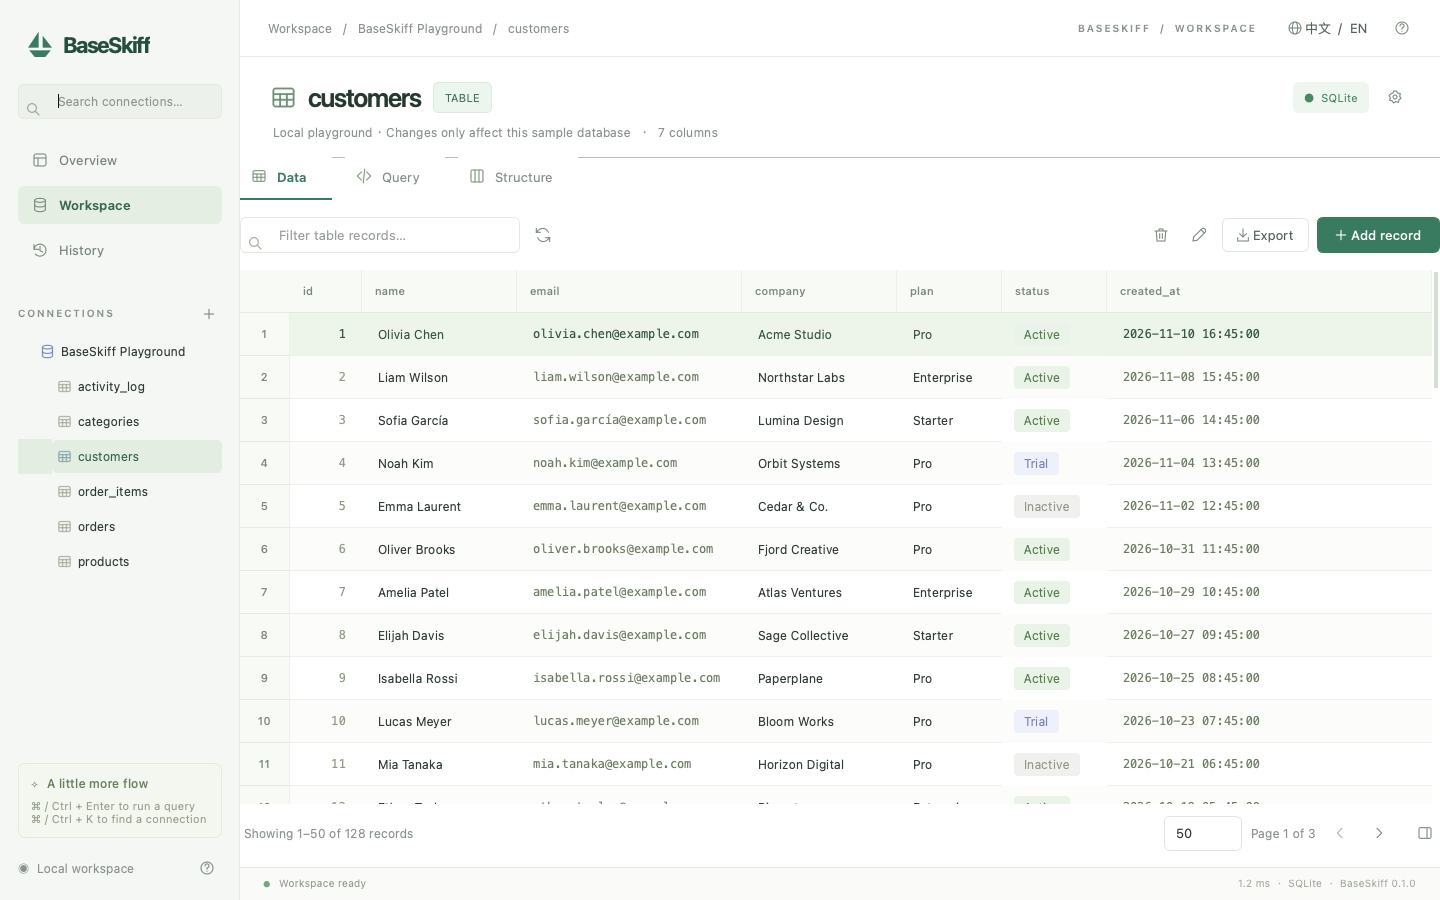 BaseSkiff
Search connections...
Overview
Workspace
History
CONNECTIONS
BaseSkiff Playground
activity_log
categories
customers
order_items
orders
products
A little more flow
⌘ / Ctrl + Enter to run a query
⌘ / Ctrl + K to find a connection
Local workspace
Workspace / BaseSkiff Playground / customers
BASESKIFF / WORKSPACE
中文 / EN
customers TABLE
SQLite
Local playground · Changes only affect this sample database · 7 columns
Data Query Structure
Filter table records...
Export
Add record
id name email company plan status created_at
1 1 Olivia Chen olivia.chen@example.com Acme Studio Pro Active 2026-11-10 16:45:00
2 2 Liam Wilson liam.wilson@example.com Northstar Labs Enterprise Active 2026-11-08 15:45:00
3 3 Sofia García sofia.garcía@example.com Lumina Design Starter Active 2026-11-06 14:45:00
4 4 Noah Kim noah.kim@example.com Orbit Systems Pro Trial 2026-11-04 13:45:00
5 5 Emma Laurent emma.laurent@example.com Cedar & Co. Pro Inactive 2026-11-02 12:45:00
6 6 Oliver Brooks oliver.brooks@example.com Fjord Creative Pro Active 2026-10-31 11:45:00
7 7 Amelia Patel amelia.patel@example.com Atlas Ventures Enterprise Active 2026-10-29 10:45:00
8 8 Elijah Davis elijah.davis@example.com Sage Collective Starter Active 2026-10-27 09:45:00
9 9 Isabella Rossi isabella.rossi@example.com Paperplane Pro Active 2026-10-25 08:45:00
10 10 Lucas Meyer lucas.meyer@example.com Bloom Works Pro Trial 2026-10-23 07:45:00
11 11 Mia Tanaka mia.tanaka@example.com Horizon Digital Pro Inactive 2026-10-21 06:45:00
Showing 1–50 of 128 records
50
Page 1 of 3
Workspace ready
1.2 ms · SQLite · BaseSkiff 0.1.0